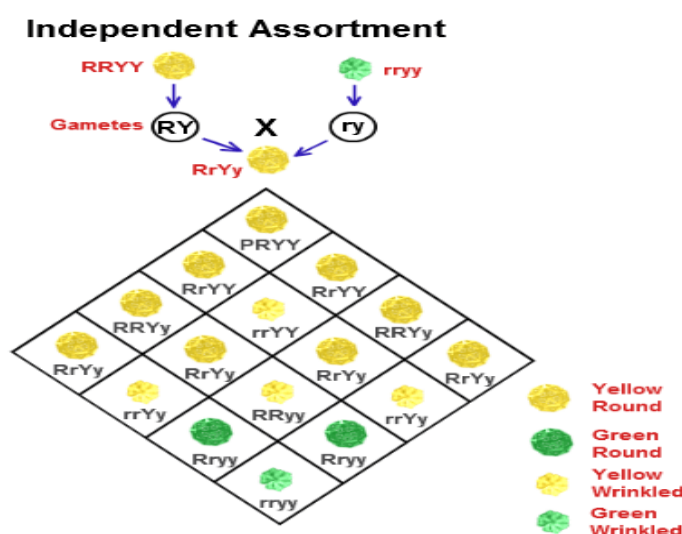 Independent Assortment
RRYY
rryy
Gametes RY X ry
RrYy
PRYY
RrYY RrYY
RRYy rrYY RRYy
RrYy RrYy RrYy RrYy
rrYy RRyy rrYy
Rryy Rryy
rryy
Yellow
Round
Green
Round
Yellow
Wrinkled
Green
Wrinkled